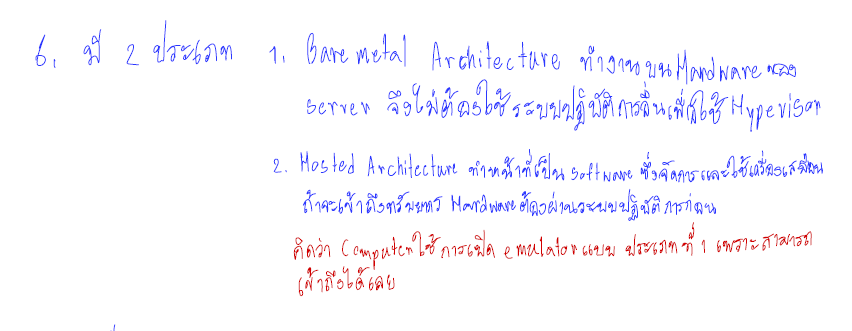 6. มี 2 ประเภท 1. Bare metal Architecture ทำงานบน Hardware ของ
server จึงไม่ต้องใช้ระบบปฏิบัติการอื่นเพื่อใช้ Hypevisor
2. Hosted Architecture ทำหน้าที่เป็น software ซึ่งจัดการและใช้เครื่องเสมือน
ถ้าจะเข้าถึงทรัพยากร Hardware ต้องผ่านระบบปฏิบัติการก่อน
คิดว่า Computer ใช้การเปิด emulator แบบ ประเภทที่ 1 เพราะสามารถ
เข้าถึงได้เลย